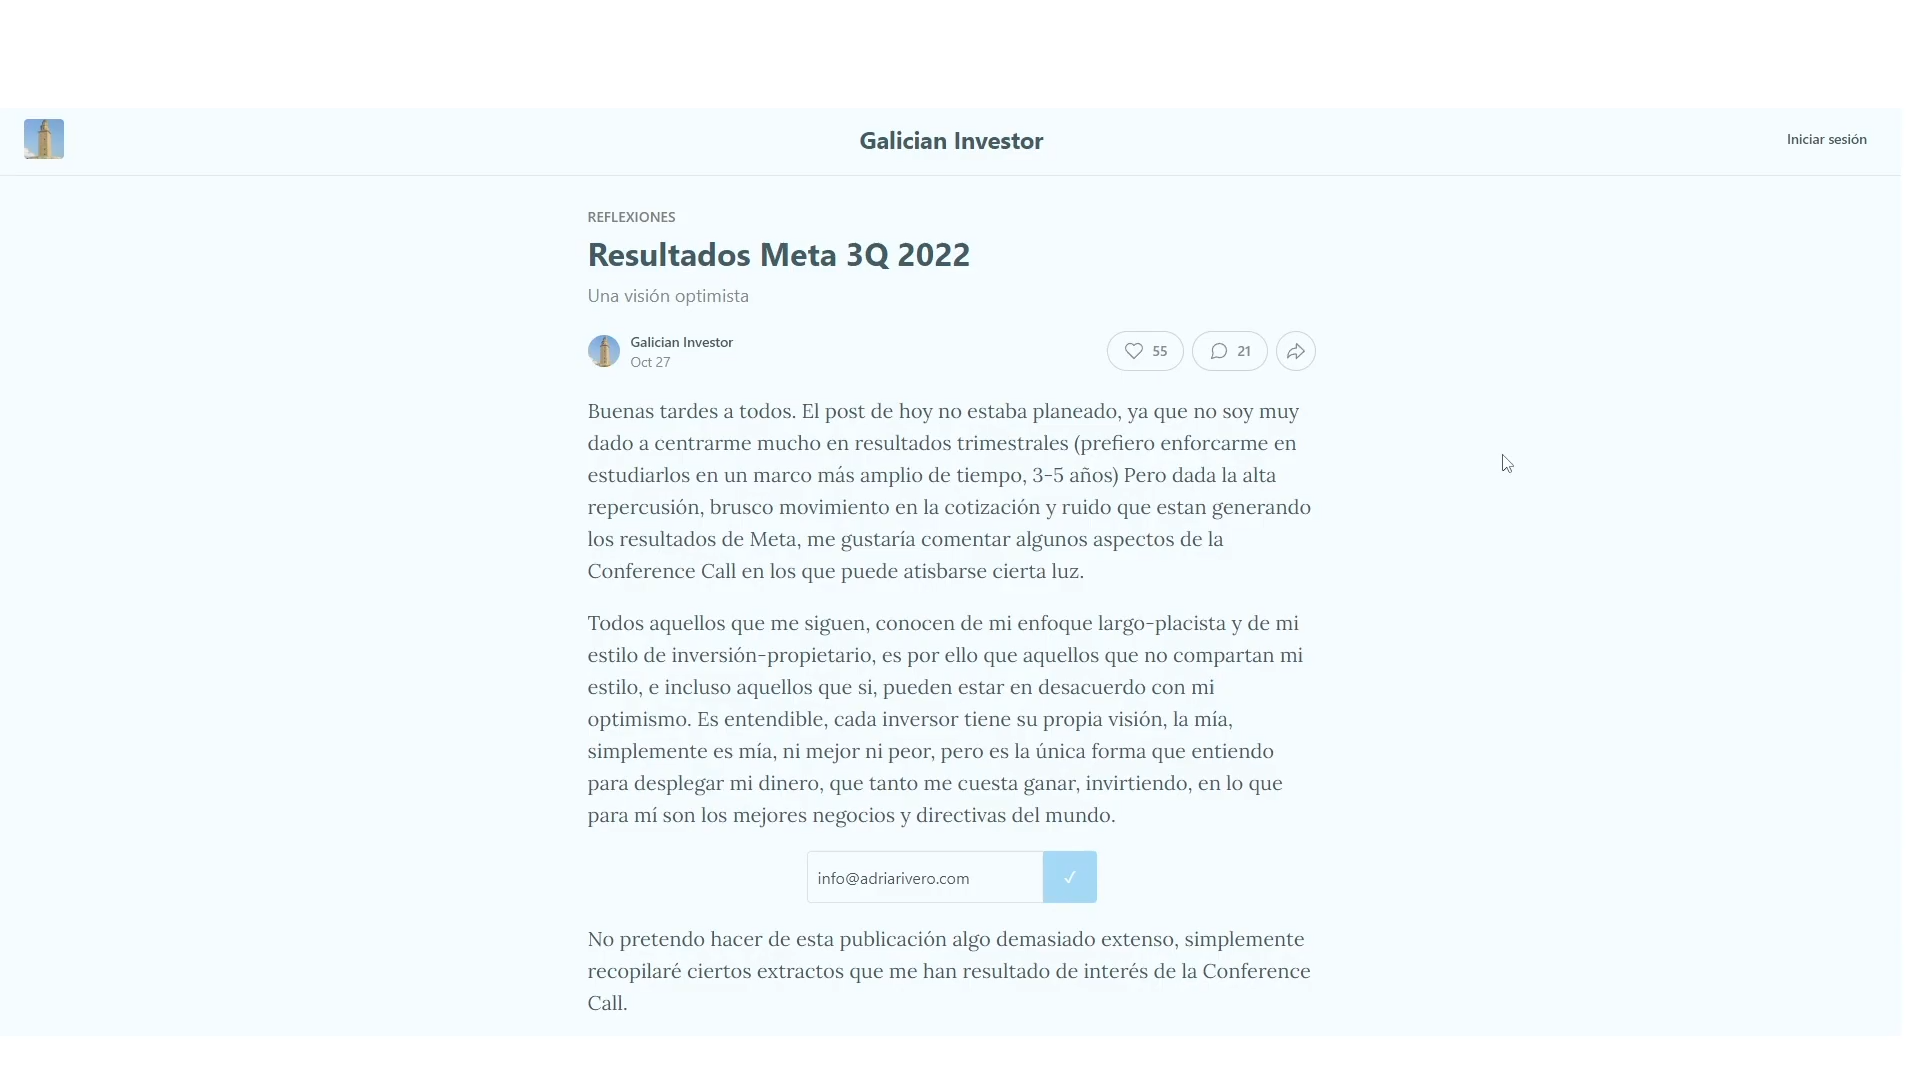 Galician Investor
Iniciar sesión
REFLEXIONES
Resultados Meta 3Q 2022
Una visión optimista
Galician Investor
Oct 27
55
21
Buenas tardes a todos. El post de hoy no estaba planeado, ya que no soy muy
dado a centrarme mucho en resultados trimestrales (prefiero enforcarme en
estudiarlos en un marco más amplio de tiempo, 3-5 años) Pero dada la alta
repercusión, brusco movimiento en la cotización y ruido que estan generando
los resultados de Meta, me gustaría comentar algunos aspectos de la
Conference Call en los que puede atisbarse cierta luz.
Todos aquellos que me siguen, conocen de mi enfoque largo-placista y de mi
estilo de inversión-propietario, es por ello que aquellos que no compartan mi
estilo, e incluso aquellos que si, pueden estar en desacuerdo con mi
optimismo. Es entendible, cada inversor tiene su propia visión, la mía,
simplemente es mía, ni mejor ni peor, pero es la única forma que entiendo
para desplegar mi dinero, que tanto me cuesta ganar, invirtiendo, en lo que
para mí son los mejores negocios y directivas del mundo.
info@adriarivero.com
No pretendo hacer de esta publicación algo demasiado extenso, simplemente
recopilaré ciertos extractos que me han resultado de interés de la Conference
Call.